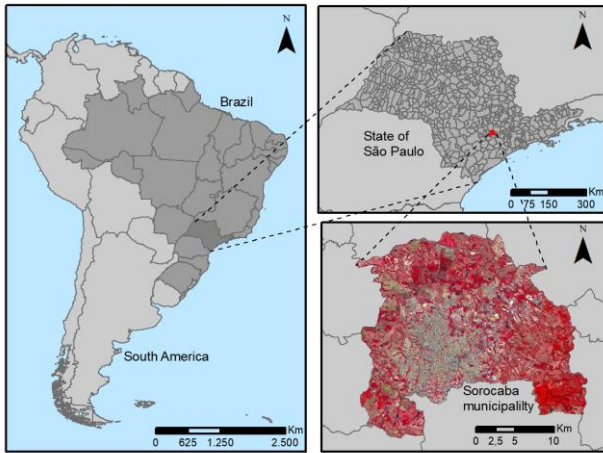 N
Brazil
South America
Km
0 625 1.250 2.500
N
State of
São Paulo
Km
0 75 150 300
N
Sorocaba
municipalilty
Km
0 2,5 5 10